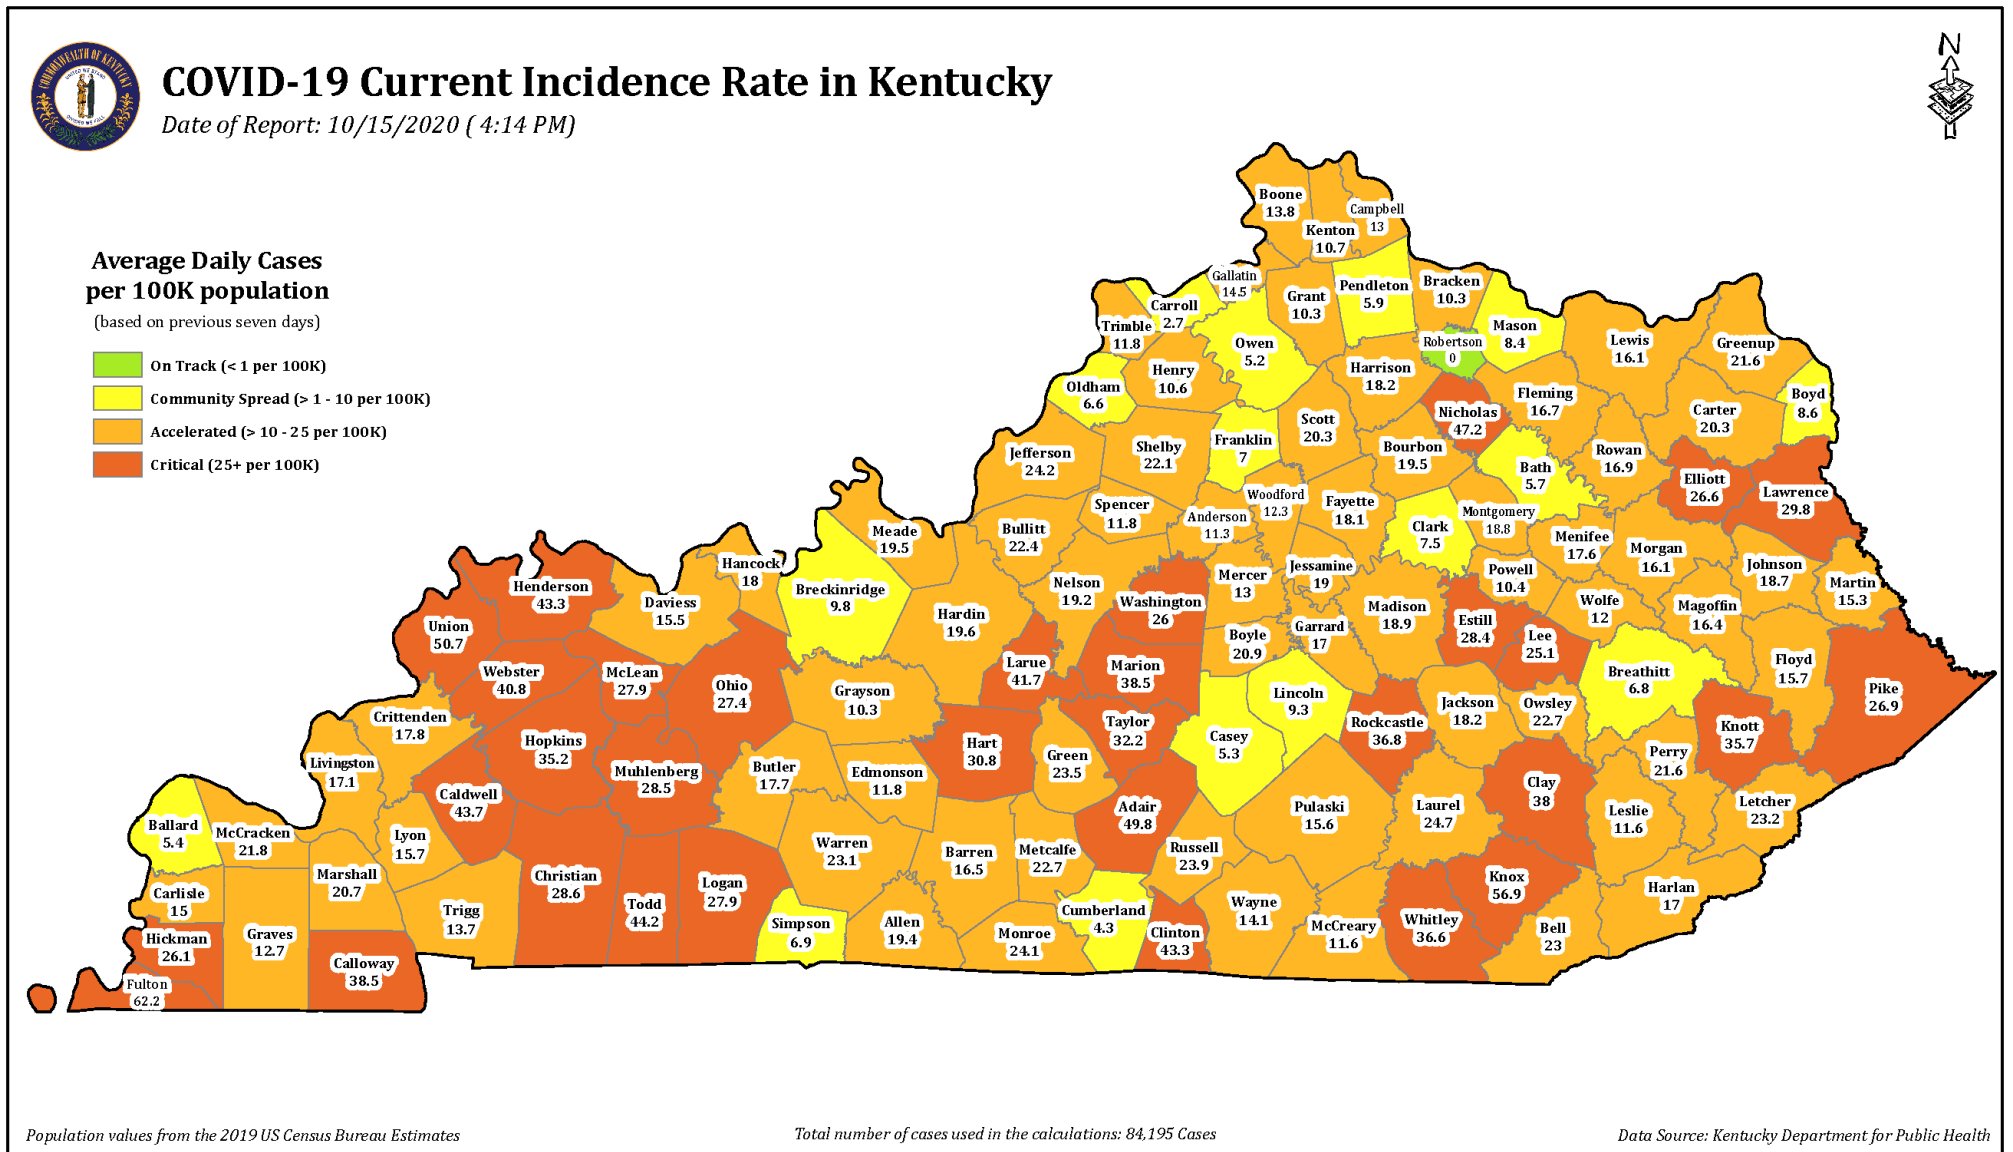 COMMONWEALTH OF KENTUCKY
UNITED WE STAND
DIVIDED WE FALL
COVID-19 Current Incidence Rate in Kentucky
Date of Report: 10/15/2020 ( 4:14 PM)
N
Average Daily Cases
per 100K population
(based on previous seven days)
On Track (< 1 per 100K)
Community Spread (> 1 - 10 per 100K)
Accelerated (> 10 - 25 per 100K)
Critical (25+ per 100K)
Boone
13.8
Campbell
13
Kenton
10.7
Gallatin
14.5
Carroll
2.7
Trimble
11.8
Grant
10.3
Pendleton
5.9
Bracken
10.3
Mason
8.4
Robertson
0
Lewis
16.1
Greenup
21.6
Owen
5.2
Henry
10.6
Oldham
6.6
Harrison
18.2
Nicholas
47.2
Fleming
16.7
Carter
20.3
Boyd
8.6
Jefferson
24.2
Shelby
22.1
Franklin
7
Scott
20.3
Bourbon
19.5
Bath
5.7
Rowan
16.9
Elliott
26.6
Lawrence
29.8
Meade
19.5
Bullitt
22.4
Spencer
11.8
Anderson
11.3
Woodford
12.3
Fayette
18.1
Clark
7.5
Montgomery
18.8
Menifee
17.6
Morgan
16.1
Johnson
18.7
Martin
15.3
Henderson
43.3
Daviess
15.5
Hancock
18
Breckinridge
9.8
Hardin
19.6
Nelson
19.2
Washington
26
Mercer
13
Jessamine
19
Madison
18.9
Powell
10.4
Estill
28.4
Lee
25.1
Wolfe
12
Magoffin
16.4
Union
50.7
Webster
40.8
McLean
27.9
Ohio
27.4
Grayson
10.3
Larue
41.7
Marion
38.5
Boyle
20.9
Garrard
17
Lincoln
9.3
Casey
5.3
Rockcastle
36.8
Jackson
18.2
Owsley
22.7
Breathitt
6.8
Floyd
15.7
Pike
26.9
Knott
35.7
Perry
21.6
Crittenden
17.8
Livingston
17.1
Caldwell
43.7
Hopkins
35.2
Muhlenberg
28.5
Butler
17.7
Edmonson
11.8
Hart
30.8
Green
23.5
Taylor
32.2
Adair
49.8
Pulaski
15.6
Laurel
24.7
Clay
38
Leslie
11.6
Letcher
23.2
Ballard
5.4
McCracken
21.8
Lyon
15.7
Marshall
20.7
Carlisle
15
Hickman
26.1
Fulton
62.2
Graves
12.7
Calloway
38.5
Trigg
13.7
Christian
28.6
Todd
44.2
Logan
27.9
Simpson
6.9
Warren
23.1
Allen
19.4
Barren
16.5
Metcalfe
22.7
Monroe
24.1
Cumberland
4.3
Clinton
43.3
Russell
23.9
Wayne
14.1
McCreary
11.6
Whitley
36.6
Knox
56.9
Bell
23
Harlan
17
Population values from the 2019 US Census Bureau Estimates
Total number of cases used in the calculations: 84,195 Cases
Data Source: Kentucky Department for Public Health